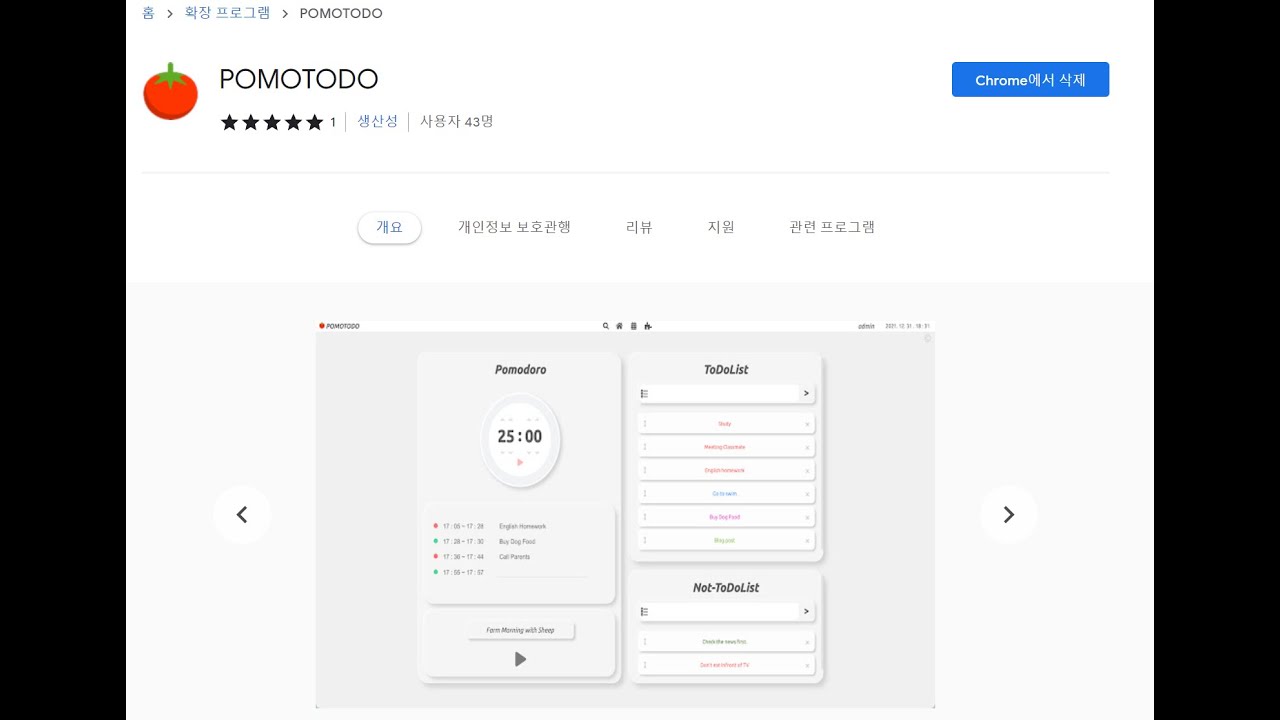 홈 > 확장 프로그램 > POMOTODO
POMOTODO
Chrome에서 삭제
1 생산성 사용자 43명
개요 개인정보 보호관행 리뷰 지원 관련 프로그램
POMOTODO
admin 2021. 12. 31. 18 : 51
Pomodoro
25 : 00
17 : 05 ~ 17 : 28 English Homework
17 : 28 ~ 17 : 30 Buy Dog Food
17 : 36 ~ 17 : 44 Call Parents
17 : 55 ~ 17 : 57
Farm Morning with Sheep
ToDoList
>
Study x
Meeting Classmate x
English homework x
Go to swim x
Buy Dog Food x
Blog post x
Not-ToDoList
>
Check the news first. x
Don't eat infront of TV. x